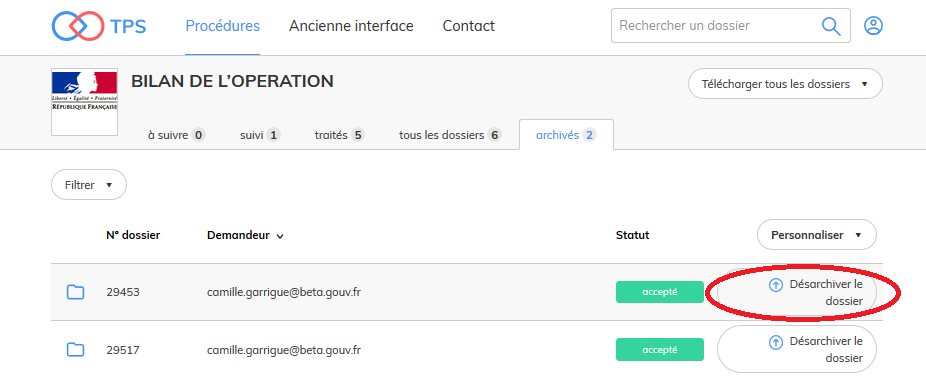 TPS Procédures Ancienne interface Contact Rechercher un dossier
BILAN DE L'OPERATION
Télécharger tous les dossiers
Liberté • Égalité • Fraternité
RÉPUBLIQUE FRANÇAISE
à suivre 0 suivi 1 traités 5 tous les dossiers 6 archivés 2
Filtrer
N° dossier Demandeur Statut Personnaliser
29453 camille.garrigue@beta.gouv.fr accepté Désarchiver le
dossier
29517 camille.garrigue@beta.gouv.fr accepté Désarchiver le
dossier